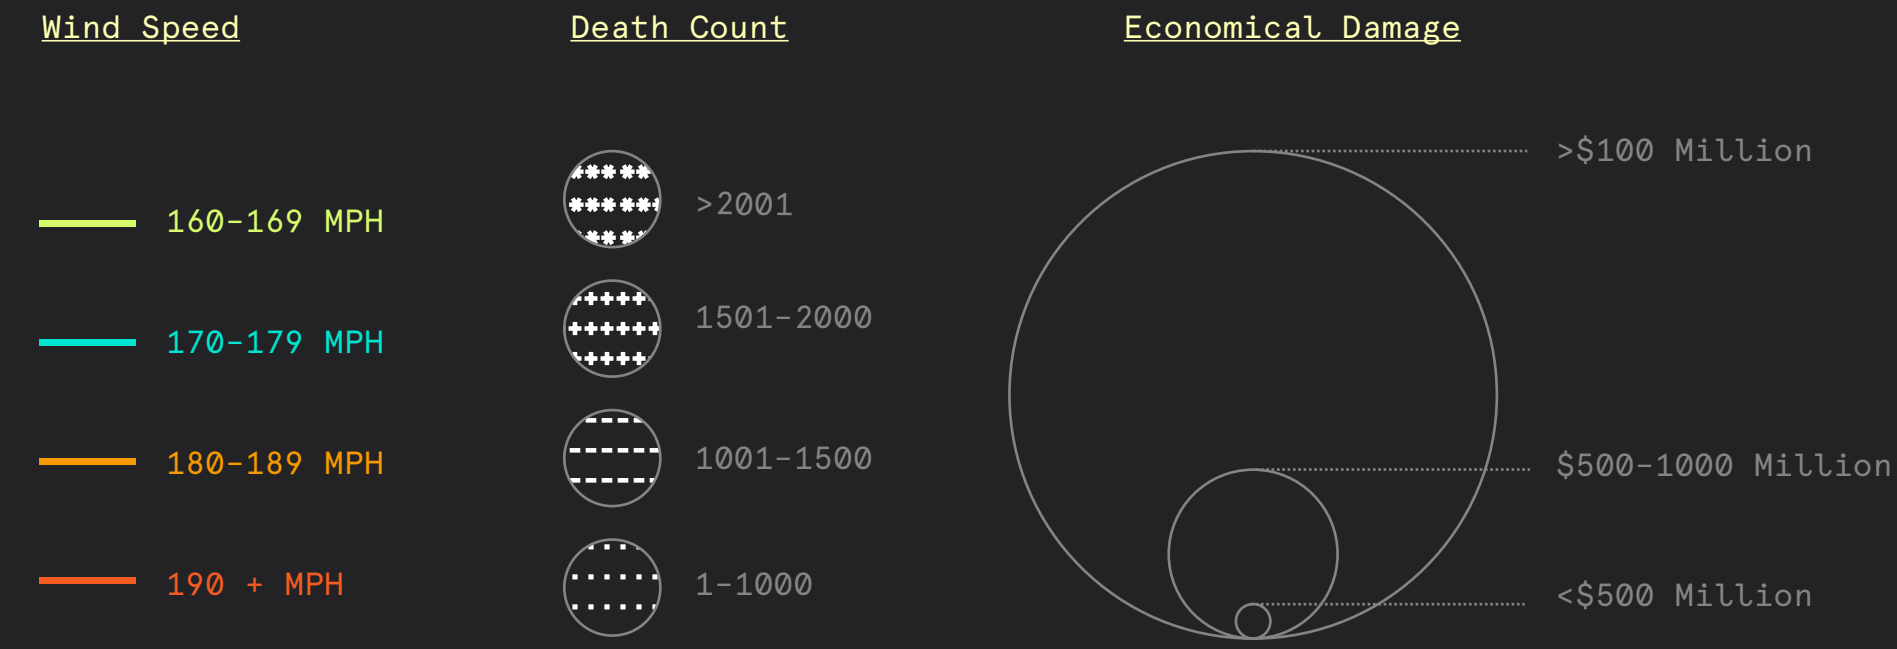 Wind Speed
160-169 MPH
170-179 MPH
180-189 MPH
190 + MPH
Death Count
>2001
1501-2000
1001-1500
1-1000
Economical Damage
>$100 Million
$500-1000 Million
<$500 Million